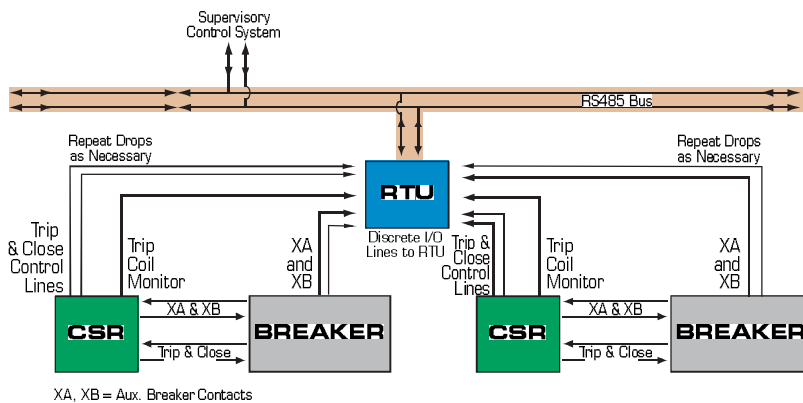 Supervisory
Control System
RS485 Bus
Repeat Drops
as Necessary
Repeat Drops
as Necessary
RTU
Discrete I/O
Lines to RTU
Trip
& Close
Control
Lines
Trip
Coil
Monitor
XA
and
XB
Trip &
Close
Control
Lines
Trip
Coil
Monitor
XA
and
XB
CSR
XA & XB
Trip & Close
BREAKER
CSR
XA & XB
Trip & Close
BREAKER
XA, XB = Aux. Breaker Contacts